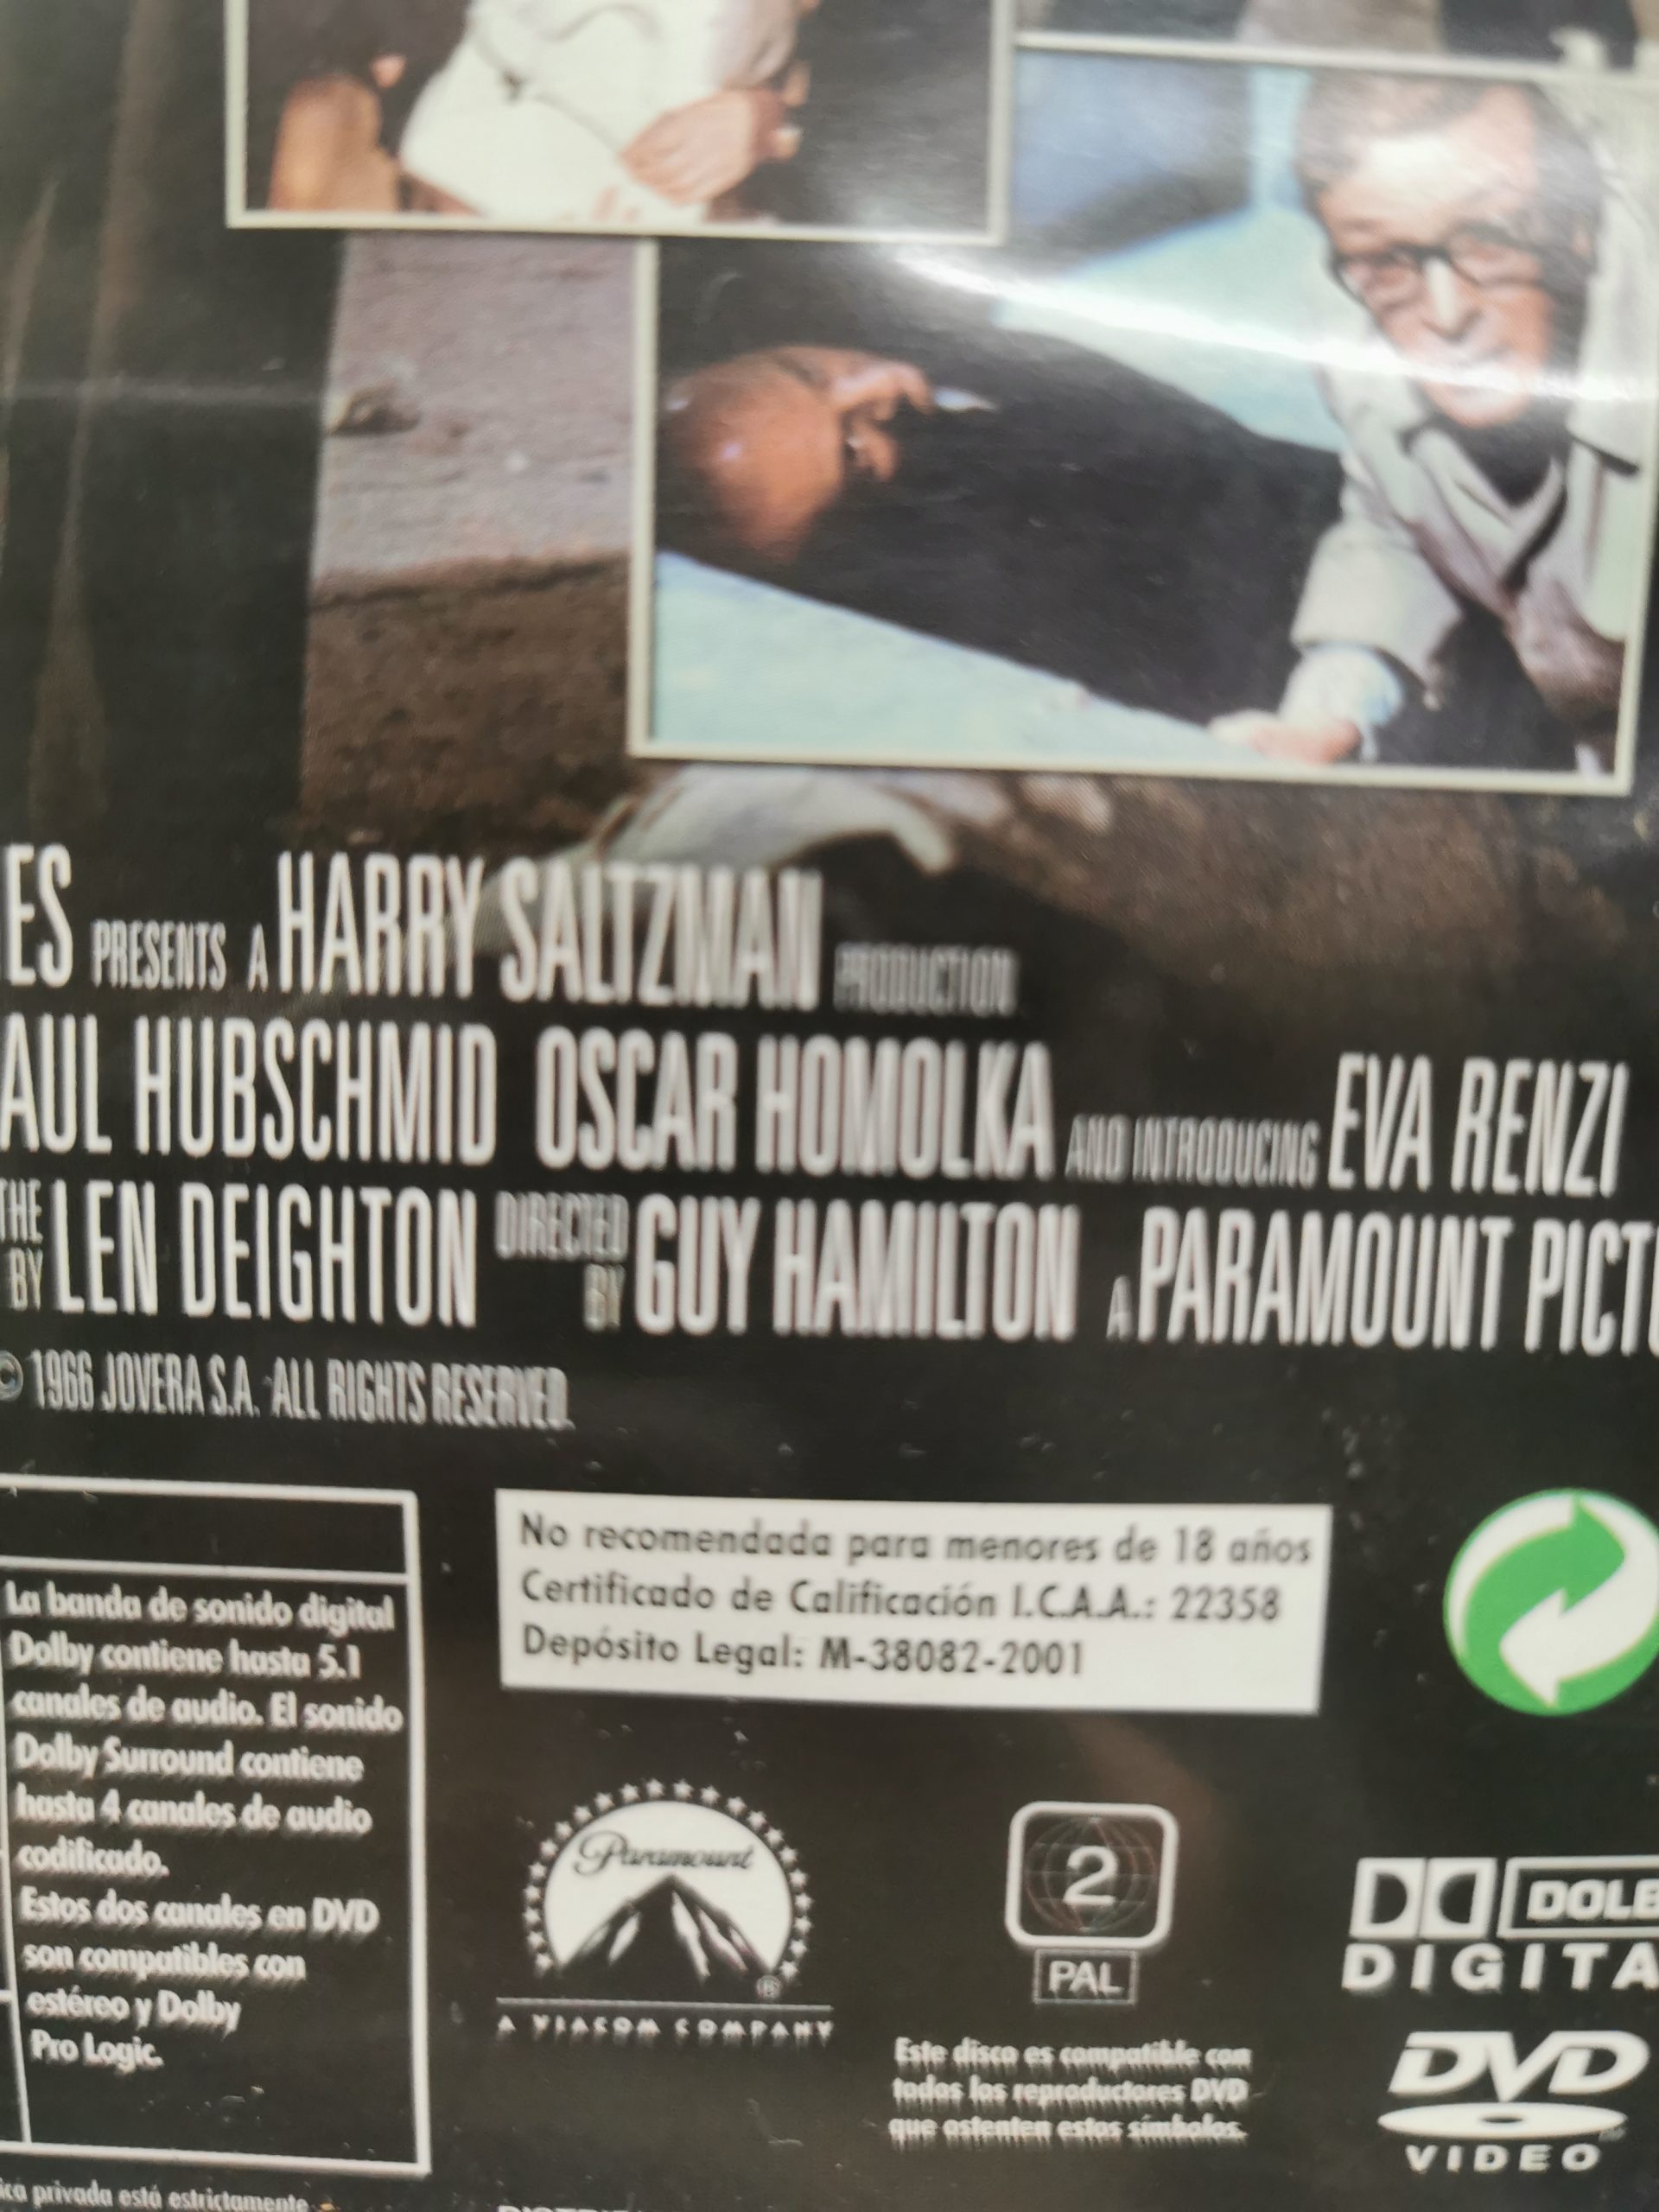 ES PRESENTS A HARRY SALTZMAN PRODUCTION
AUL HUBSCHMID OSCAR HOMOLKA AND INTRODUCING EVA RENZI
THE BY LEN DEIGHTON DIRECTED BY GUY HAMILTON A PARAMOUNT PICTU
© 1966 JOVERA S.A. ALL RIGHTS RESERVED.
No recomendada para menores de 18 años
Certificado de Calificación I.C.A.A.: 22358
Depósito Legal: M-38082-2001
La banda de sonido digital
Dolby contiene hasta 5.1
canales de audio. El sonido
Dolby Surround contiene
hasta 4 canales de audio
codificado.
Estos dos canales en DVD
son compatibles con
estéreo y Dolby
Pro Logic.
Paramount
®
A VIACOM COMPANY
2
PAL
Este disco es compatible con
todos los reproductores DVD
que ostenten estos símbolos.
DOLB
DIGITA
DVD
VIDEO
ica privada está estrictamente